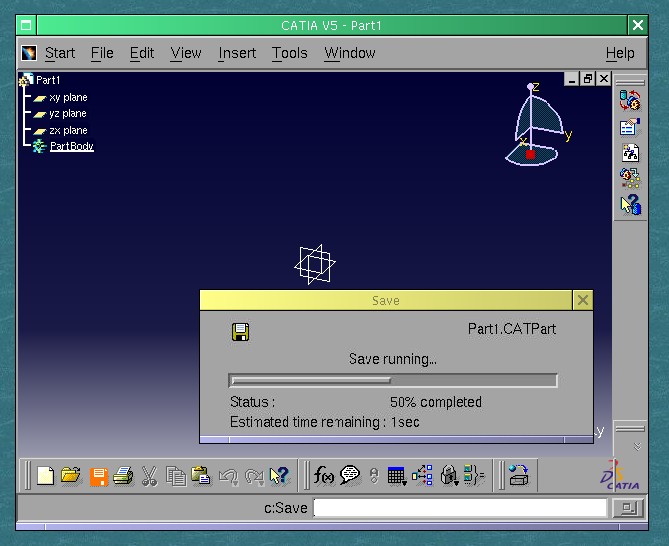 CATIA V5 - Part1
Start File Edit View Insert Tools Window Help
Part1
xy plane
yz plane
zx plane
PartBody
z
y
x
Save
Part1.CATPart
Save running...
Status : 50% completed
Estimated time remaining : 1sec
y
f(x)
CATIA
c:Save